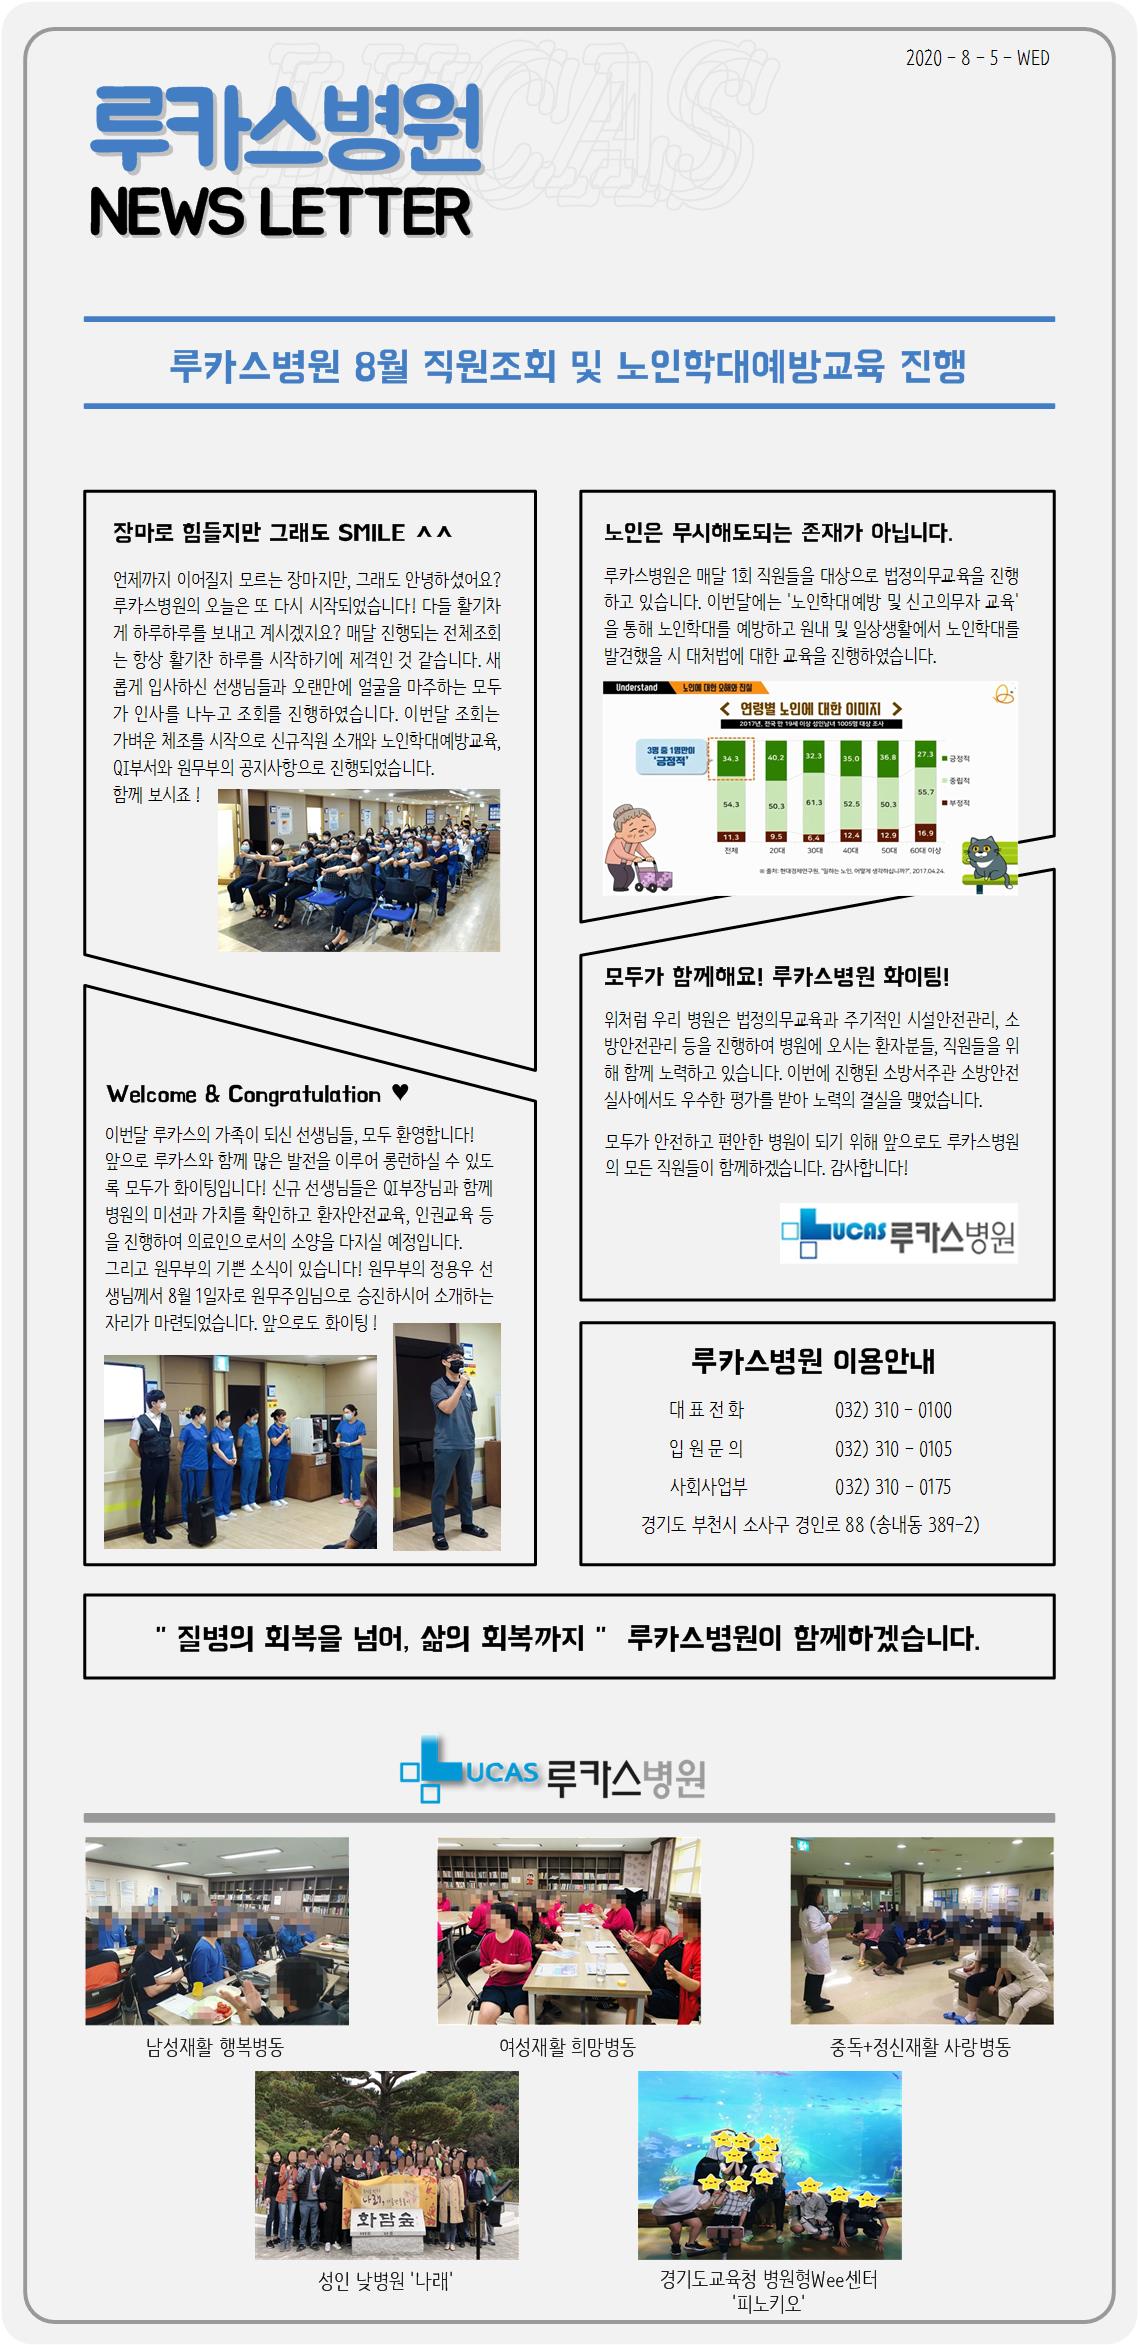 2020 - 8 - 5 - WED
LUCAS
루카스병원
NEWS LETTER
루카스병원 8월 직원조회 및 노인학대예방교육 진행
장마로 힘들지만 그래도 SMILE ^ ^
언제까지 이어질지 모르는 장마지만, 그래도 안녕하셨어요?
루카스병원의 오늘은 또 다시 시작되었습니다! 다들 활기차
게 하루하루를 보내고 계시겠지요? 매달 진행되는 전체조회
는 항상 활기찬 하루를 시작하기에 제격인 것 같습니다. 새
롭게 입사하신 선생님들과 오랜만에 얼굴을 마주하는 모두
가 인사를 나누고 조회를 진행하였습니다. 이번달 조회는
가벼운 체조를 시작으로 신규직원 소개와 노인학대예방교육,
QI부서와 원무부의 공지사항으로 진행되었습니다.
함께 보시죠 !
Welcome & Congratulation ♥
이번달 루카스의 가족이 되신 선생님들, 모두 환영합니다!
앞으로 루카스와 함께 많은 발전을 이루어 롱런하실 수 있도
록 모두가 화이팅입니다! 신규 선생님들은 QI부장님과 함께
병원의 미션과 가치를 확인하고 환자안전교육, 인권교육 등
을 진행하여 의료인으로서의 소양을 다지실 예정입니다.
그리고 원무부의 기쁜 소식이 있습니다! 원무부의 정용우 선
생님께서 8월 1일자로 원무주임님으로 승진하시어 소개하는
자리가 마련되었습니다. 앞으로도 화이팅 !
노인은 무시해도되는 존재가 아닙니다.
루카스병원은 매달 1회 직원들을 대상으로 법정의무교육을 진행
하고 있습니다. 이번달에는 '노인학대예방 및 신고의무자 교육'
을 통해 노인학대를 예방하고 원내 및 일상생활에서 노인학대를
발견했을 시 대처법에 대한 교육을 진행하였습니다.
Understand 노인에 대한 오해와 진실
< 연령별 노인에 대한 이미지 >
2017년, 전국 만 19세 이상 성인남녀 1005명 대상 조사
3명 중 1명만이
'긍정적'
34.3 40.2 32.3 35.0 36.8 27.3
54.3 50.3 61.3 52.5 50.3 55.7
11.3 9.5 6.4 12.4 12.9 16.9
전체 20대 30대 40대 50대 60대 이상
긍정적
중립적
부정적
※ 출처: 현대경제연구원, "일하는 노인, 어떻게 생각하십니까?", 2017.04.24.
모두가 함께해요! 루카스병원 화이팅!
위처럼 우리 병원은 법정의무교육과 주기적인 시설안전관리, 소
방안전관리 등을 진행하여 병원에 오시는 환자분들, 직원들을 위
해 함께 노력하고 있습니다. 이번에 진행된 소방서주관 소방안전
실사에서도 우수한 평가를 받아 노력의 결실을 맺었습니다.
모두가 안전하고 편안한 병원이 되기 위해 앞으로도 루카스병원
의 모든 직원들이 함께하겠습니다. 감사합니다!
LUCAS 루카스병원
루카스병원 이용안내
대표전화 032) 310 - 0100
입원문의 032) 310 - 0105
사회사업부 032) 310 - 0175
경기도 부천시 소사구 경인로 88 (송내동 389-2)
" 질병의 회복을 넘어, 삶의 회복까지 " 루카스병원이 함께하겠습니다.
LUCAS 루카스병원
남성재활 행복병동
여성재활 희망병동
중독+정신재활 사랑병동
나래,
화담숲
성인 낮병원 '나래'
경기도교육청 병원형Wee센터
'피노키오'